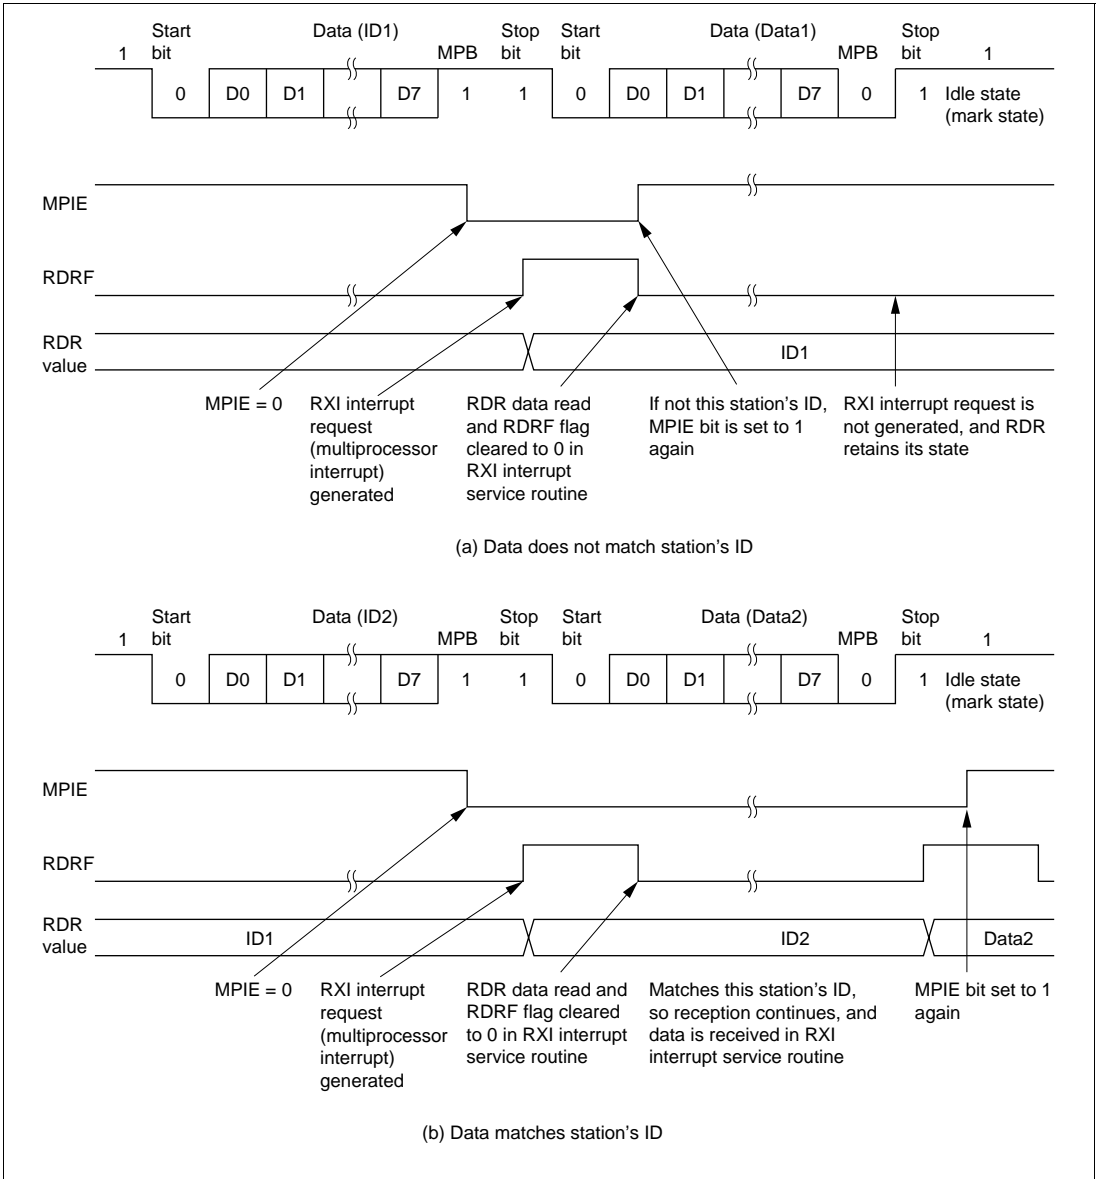 Start Data (ID1) Stop Start Data (Data1) Stop
1 bit MPB bit bit MPB bit 1
0 D0 D1 D7 1 1 0 D0 D1 D7 0 1 Idle state
(mark state)
MPIE
RDRF
RDR
value
ID1
MPIE = 0
RXI interrupt
request
(multiprocessor
interrupt)
generated
RDR data read
and RDRF flag
cleared to 0 in
RXI interrupt
service routine
If not this station's ID,
MPIE bit is set to 1
again
RXI interrupt request is
not generated, and RDR
retains its state
(a) Data does not match station's ID
Start Data (ID2) Stop Start Data (Data2) Stop
1 bit MPB bit bit MPB bit 1
0 D0 D1 D7 1 1 0 D0 D1 D7 0 1 Idle state
(mark state)
MPIE
RDRF
RDR
value
ID1 ID2 Data2
MPIE = 0
RXI interrupt
request
(multiprocessor
interrupt)
generated
RDR data read and
RDRF flag cleared
to 0 in RXI interrupt
service routine
Matches this station's ID,
so reception continues, and
data is received in RXI
interrupt service routine
MPIE bit set to 1
again
(b) Data matches station's ID